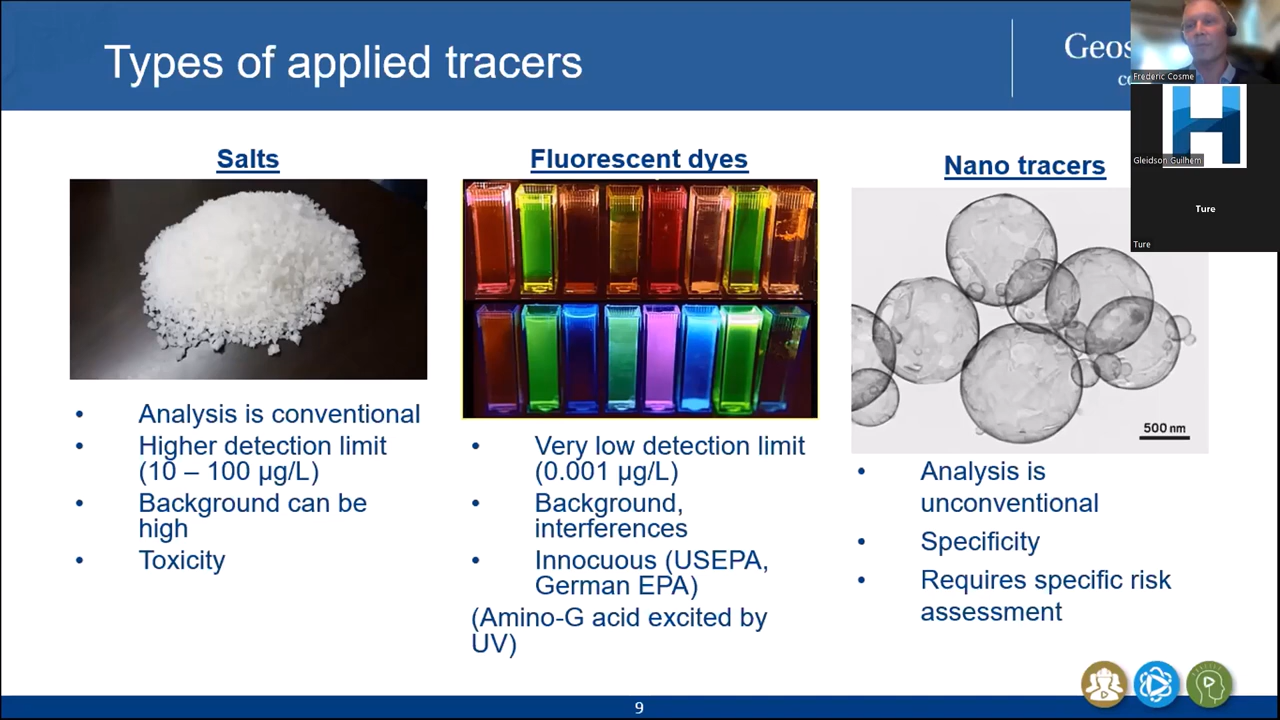 Types of applied tracers
Geos
Frederic Cosme
Gleidson Guilhem
Ture
Ture
Salts
• Analysis is conventional
• Higher detection limit
(10 – 100 µg/L)
• Background can be
high
• Toxicity
Fluorescent dyes
• Very low detection limit
(0.001 µg/L)
• Background,
interferences
• Innocuous (USEPA,
German EPA)
(Amino-G acid excited by
UV)
Nano tracers
500 nm
• Analysis is
unconventional
• Specificity
• Requires specific risk
assessment
9